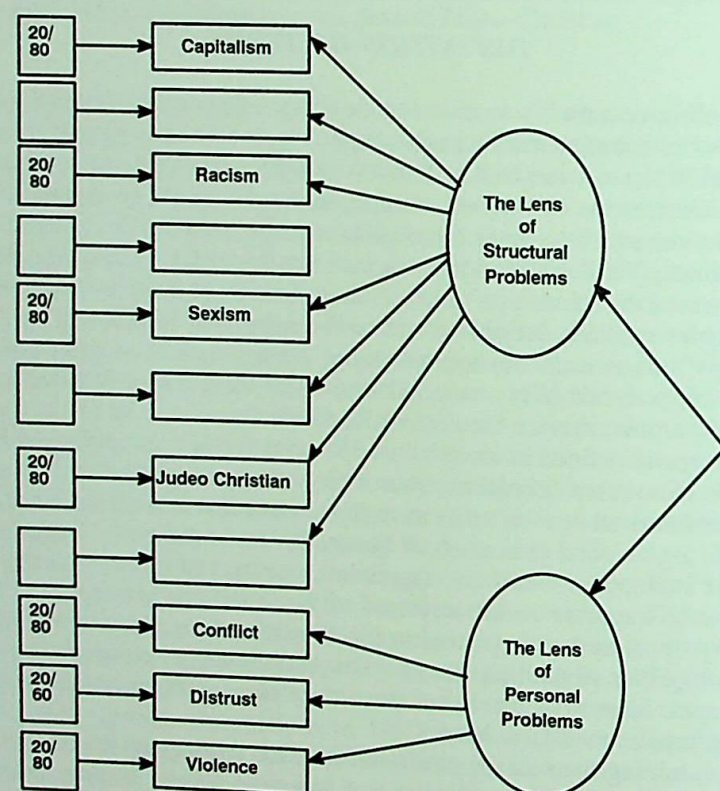 20/
80
Capitalism
20/
80
Racism
20/
80
Sexism
20/
80
Judeo Christian
20/
80
Conflict
20/
60
Distrust
20/
80
Violence
The Lens
of
Structural
Problems
The Lens
of
Personal
Problems